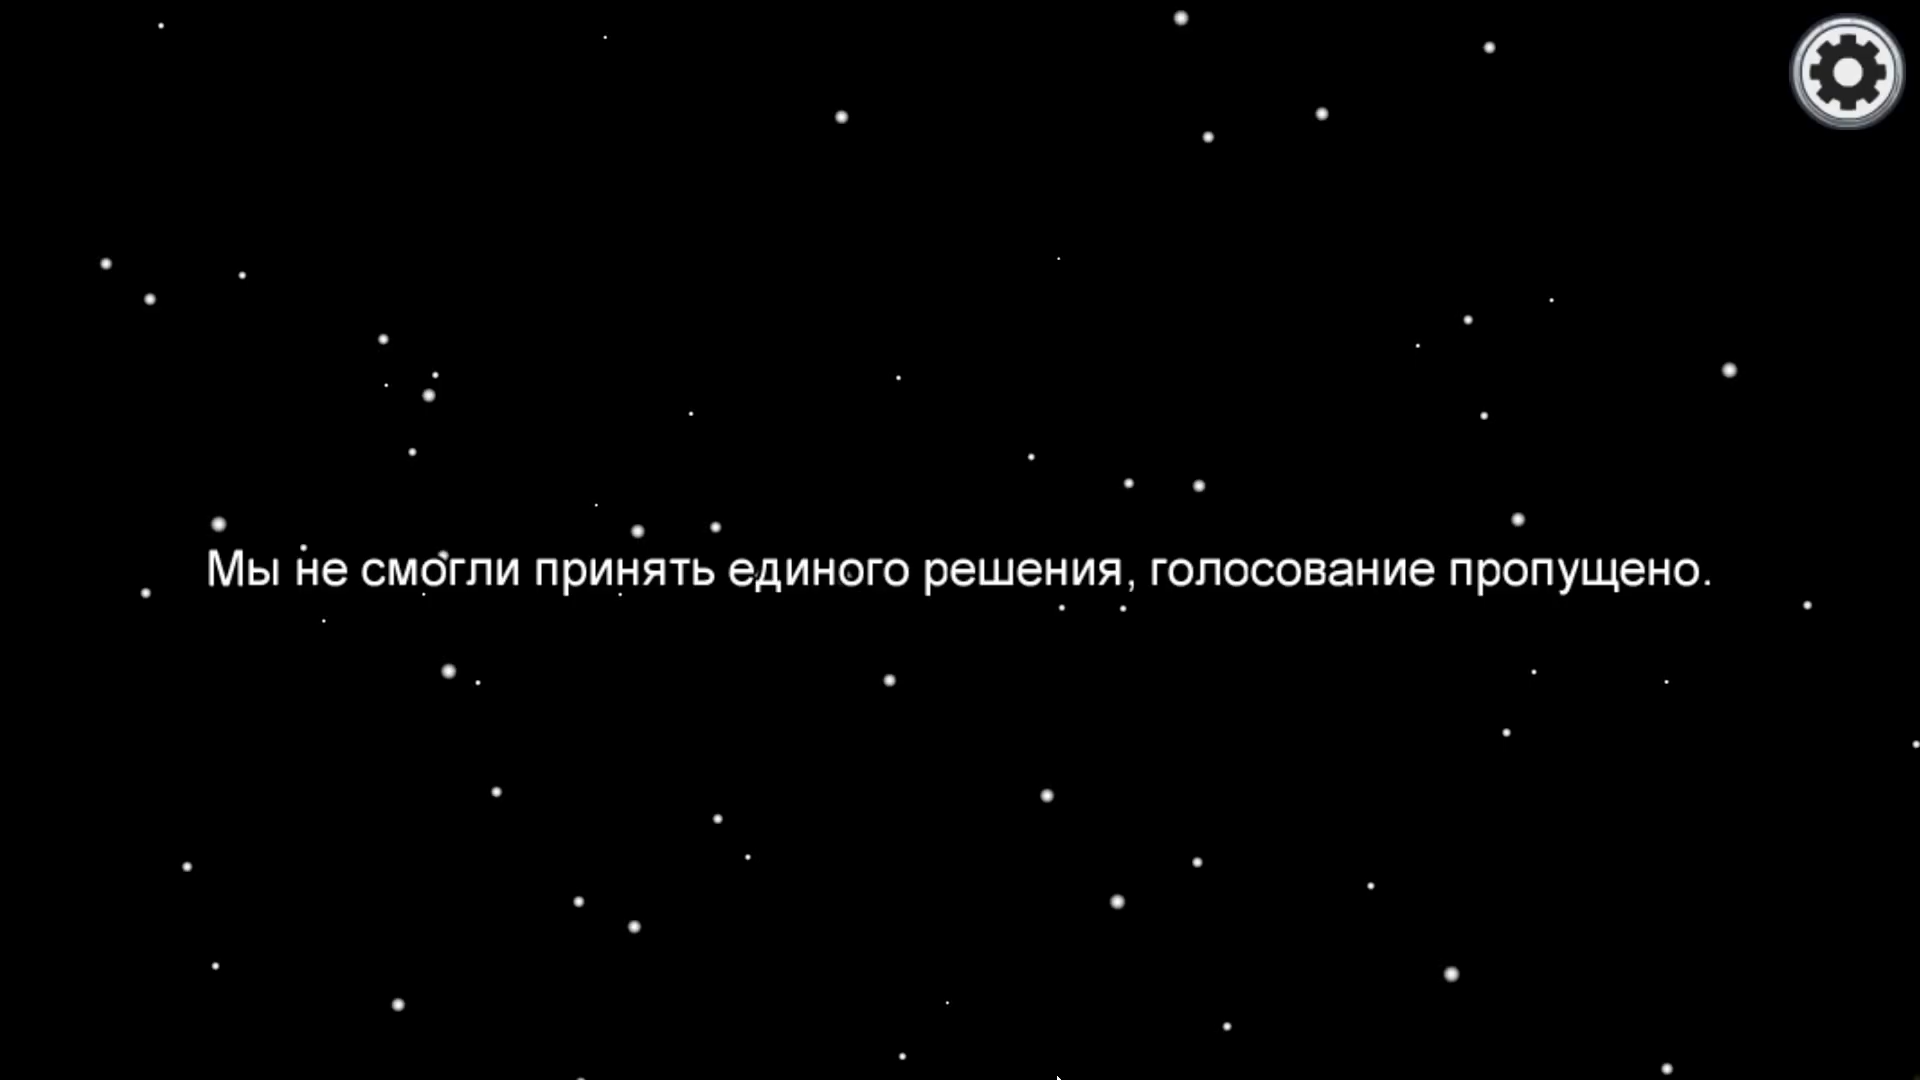 Мы не смогли принять единого решения, голосование пропущено.